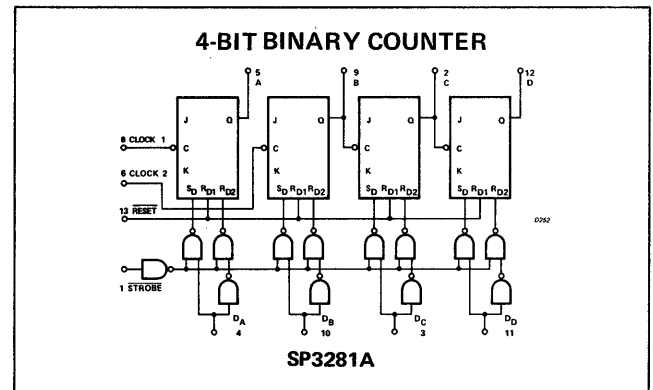 4-BIT BINARY COUNTER
5 9 2 12
A B C D
J Q J Q J Q J Q
8 CLOCK 1 C C C C
6 CLOCK 2 K K K K
SD RD1 RD2 SD RD1 RD2 SD RD1 RD2 SD RD1 RD2
13 RESET
D252
1 STROBE
DA DB DC DD
4 10 3 11
SP3281A